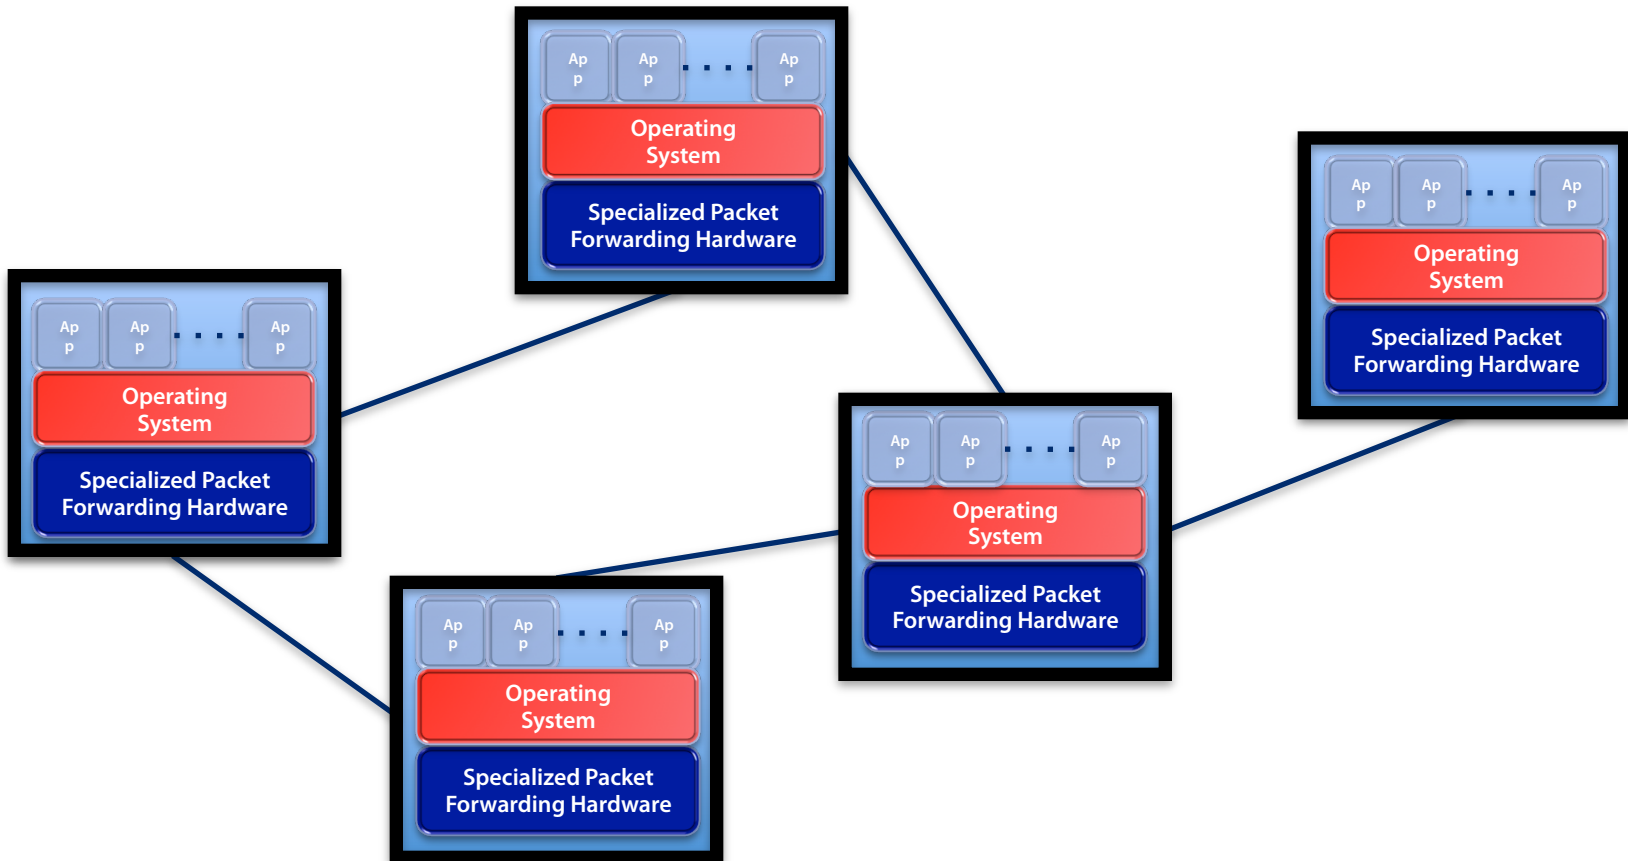 Ap
p
Ap
p
Ap
p
Operating
System
Specialized Packet
Forwarding Hardware
Ap
p
Ap
p
Ap
p
Operating
System
Specialized Packet
Forwarding Hardware
Ap
p
Ap
p
Ap
p
Operating
System
Specialized Packet
Forwarding Hardware
Ap
p
Ap
p
Ap
p
Operating
System
Specialized Packet
Forwarding Hardware
Ap
p
Ap
p
Ap
p
Operating
System
Specialized Packet
Forwarding Hardware